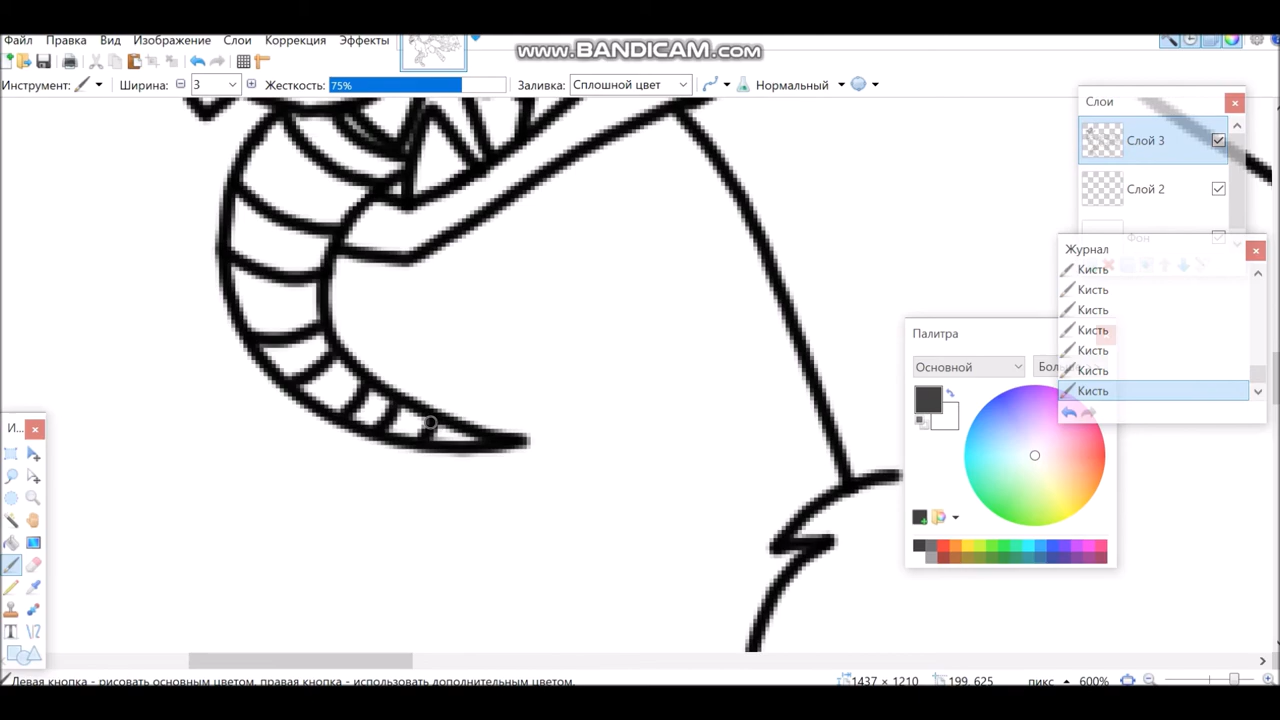 www.BANDICAM.com
Файл Правка Вид Изображение Слои Коррекция Эффекты
Инструмент: Ширина: 3 Жесткость: 75% Заливка: Сплошной цвет Нормальный
Слои
Слой 3
Слой 2
Фон
Журнал
Кисть
Кисть
Кисть
Кисть
Кисть
Кисть
Кисть
Палитра
Основной
И...
Левая кнопка - рисовать основным цветом, правая кнопка - использовать дополнительным цветом.
1437 × 1210 199, 625 пикс 600%